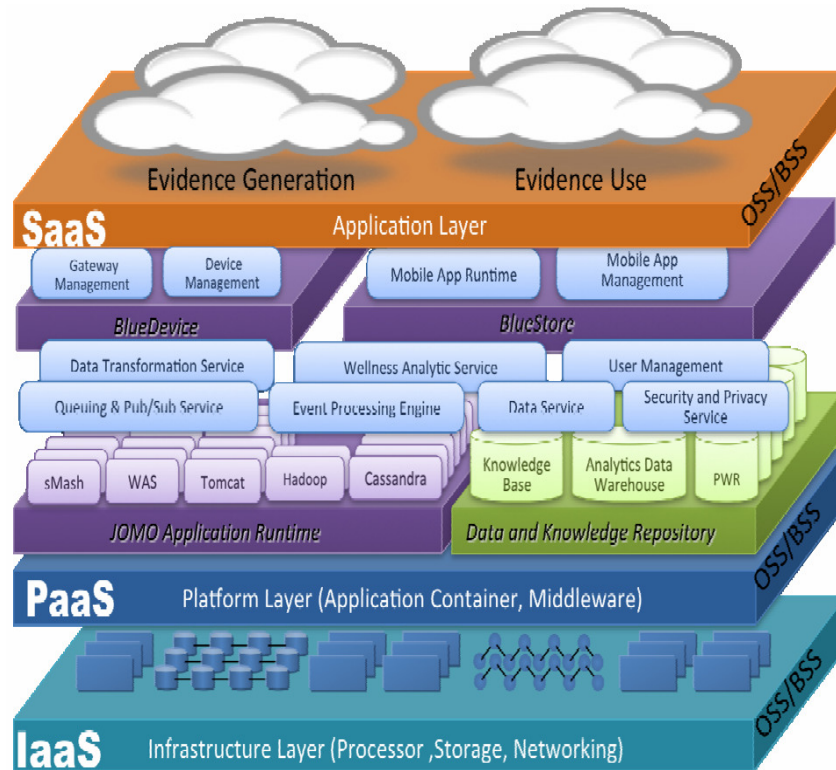 Evidence Generation
Evidence Use
OSS/BSS
SaaS
Application Layer
Gateway
Management
Device
Management
Mobile App Runtime
Mobile App
Management
BlueDevice
BlueStore
Data Transformation Service
Wellness Analytic Service
User Management
Queuing & Pub/Sub Service
Event Processing Engine
Data Service
Security and Privacy
Service
sMash
WAS
Tomcat
Hadoop
Cassandra
Knowledge
Base
Analytics Data
Warehouse
PWR
JOMO Application Runtime
Data and Knowledge Repository
OSS/BSS
PaaS
Platform Layer (Application Container, Middleware)
OSS/BSS
IaaS
Infrastructure Layer (Processor ,Storage, Networking)